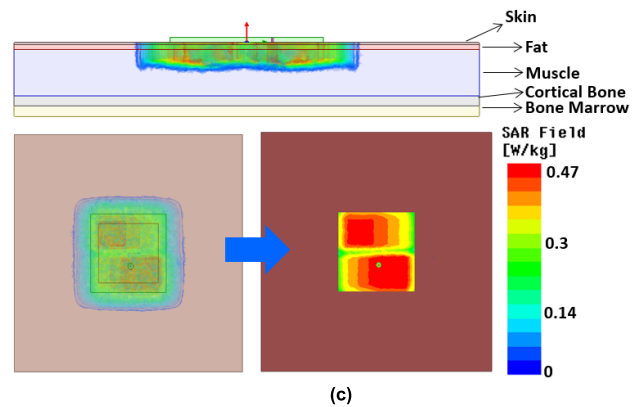 Skin
Fat
Muscle
Cortical Bone
Bone Marrow
SAR Field
[W/kg]
0.47
0.3
0.14
0
(c)